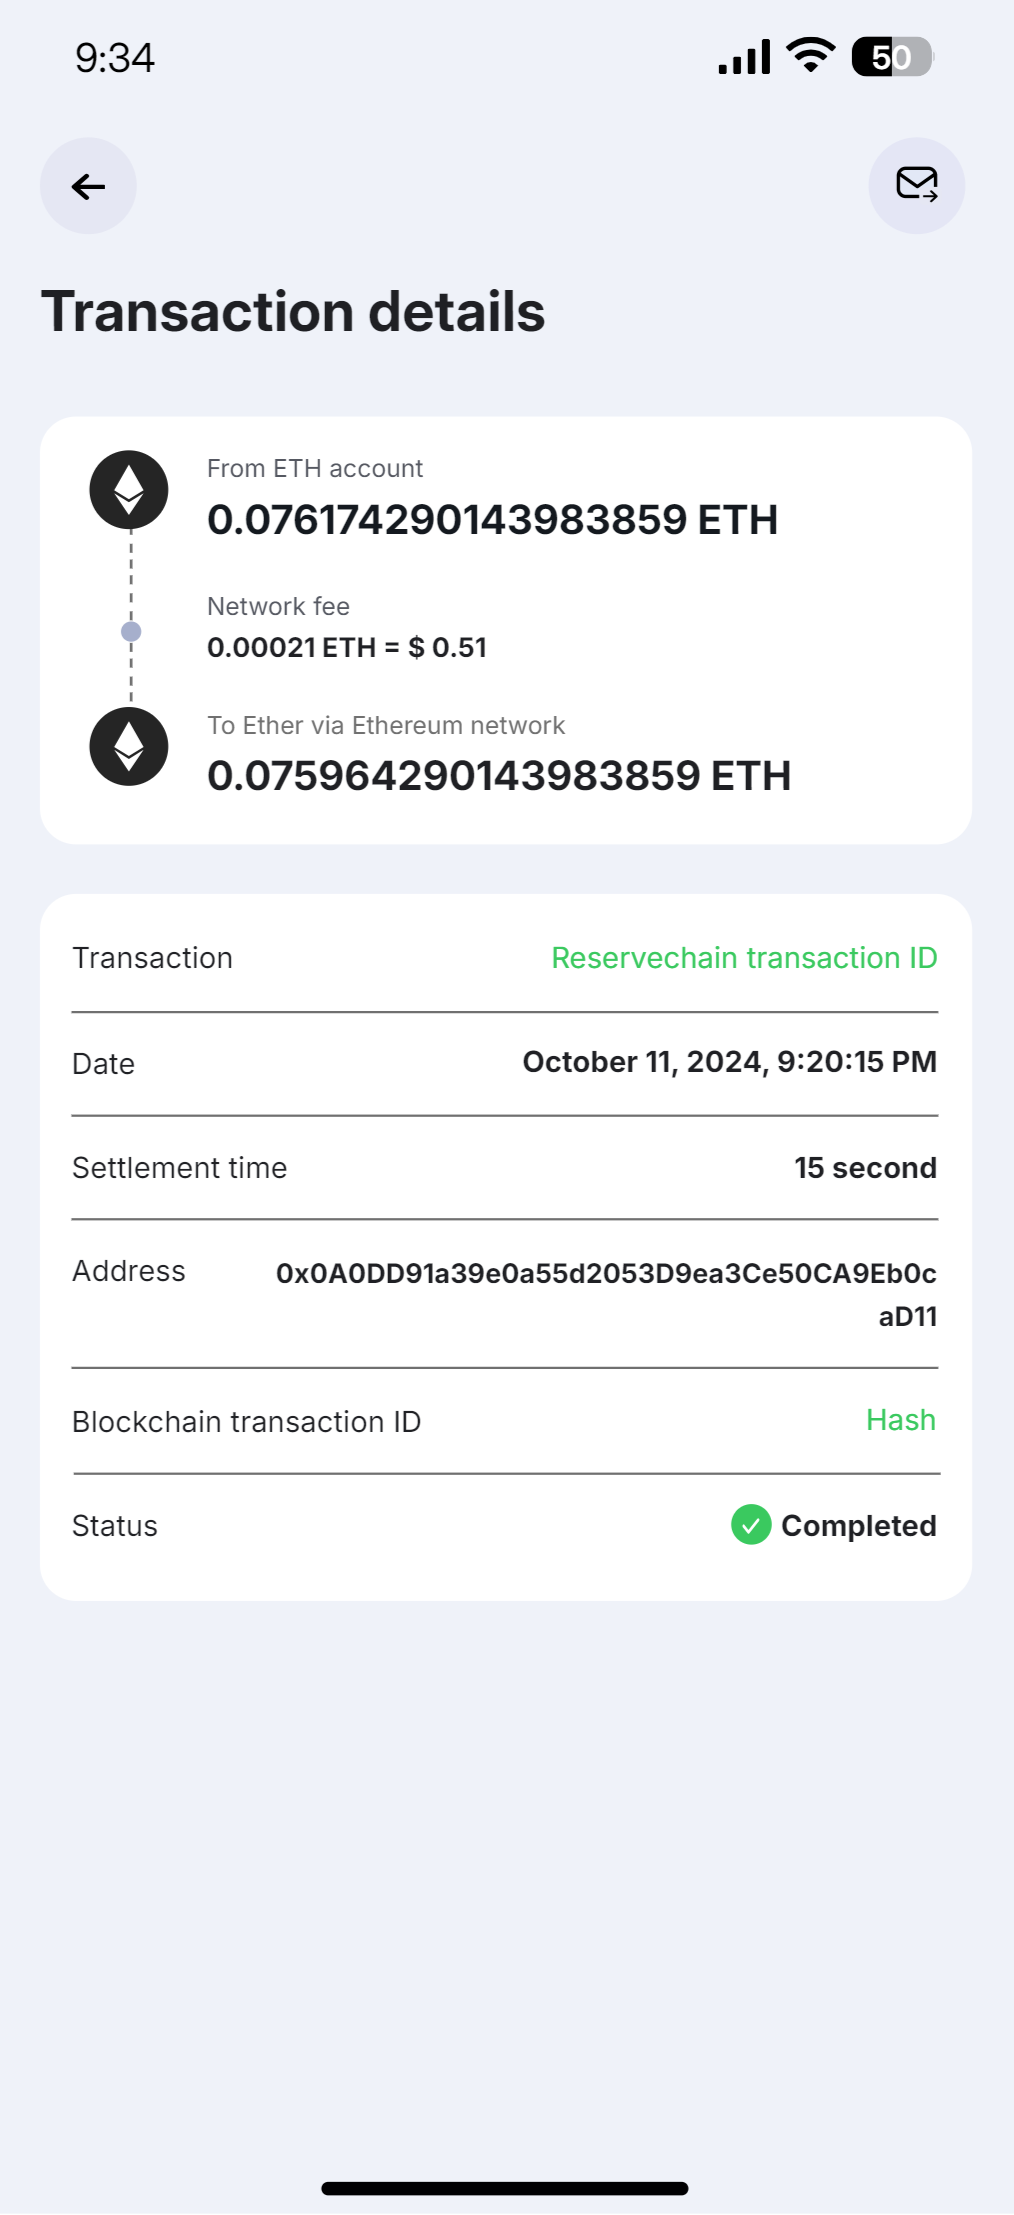 9:34
50
Transaction details
From ETH account
0.076174290143983859 ETH
Network fee
0.00021 ETH = $ 0.51
To Ether via Ethereum network
0.075964290143983859 ETH
Transaction Reservechain transaction ID
Date October 11, 2024, 9:20:15 PM
Settlement time 15 second
Address 0x0A0DD91a39e0a55d2053D9ea3Ce50CA9Eb0c
aD11
Blockchain transaction ID Hash
Status Completed